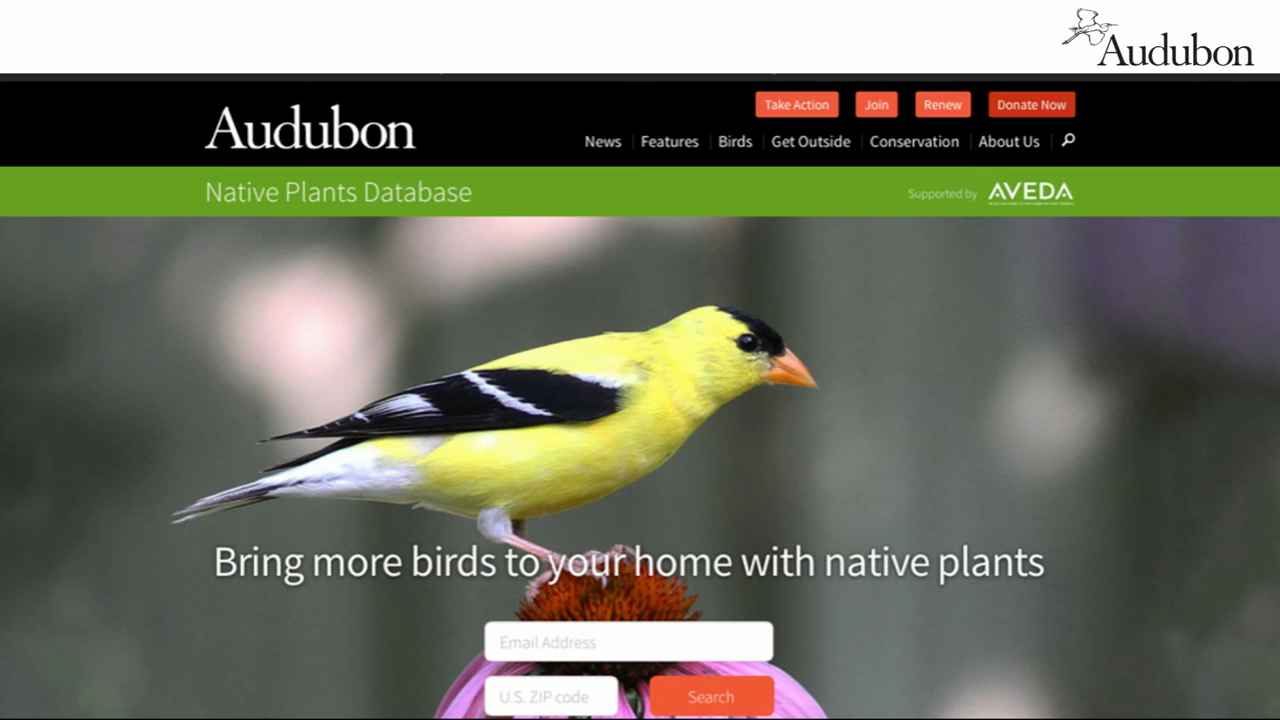 Audubon
Take Action Join Renew Donate Now
Audubon
News Features Birds Get Outside Conservation About Us
Native Plants Database
Supported by AVEDA
Bring more birds to your home with native plants
Email Address
U.S. ZIP code Search